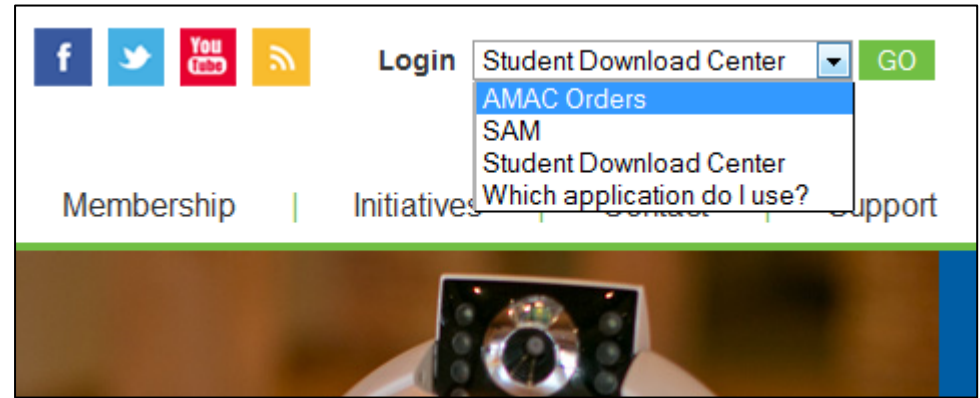 f You Tube Login Student Download Center GO
AMAC Orders
SAM
Student Download Center
Which application do I use?
Membership | Initiatives | Contact | Support